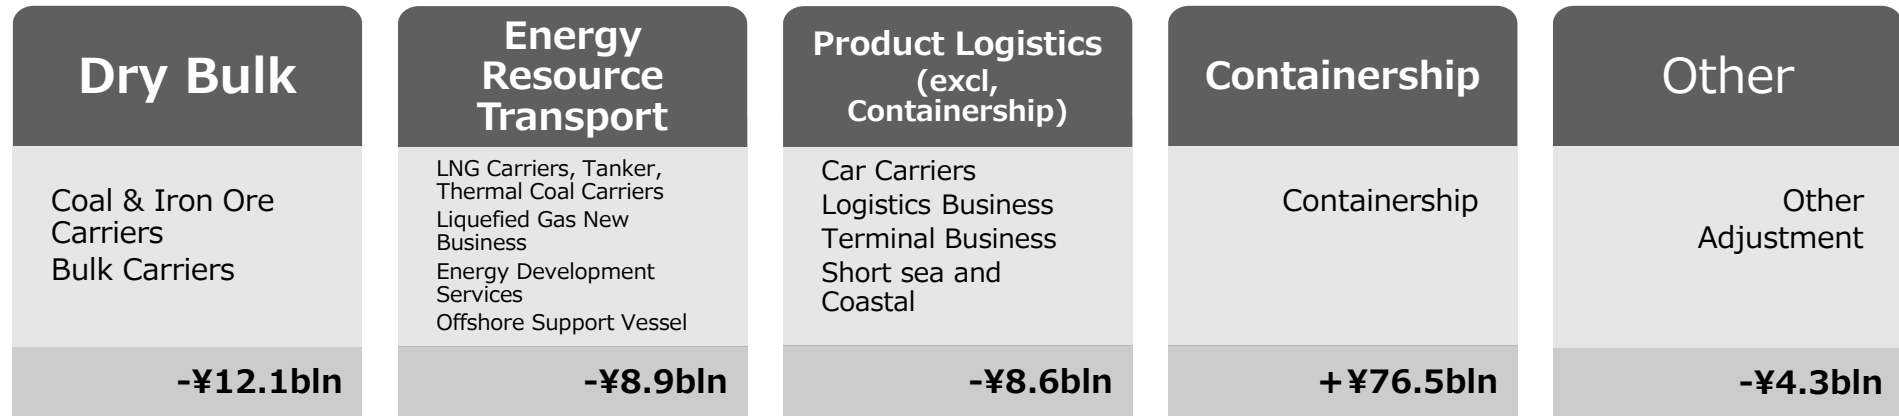 Dry Bulk
Coal & Iron Ore
Carriers
Bulk Carriers
-¥12.1bln
Energy
Resource
Transport
LNG Carriers, Tanker,
Thermal Coal Carriers
Liquefied Gas New
Business
Energy Development
Services
Offshore Support Vessel
-¥8.9bln
Product Logistics
(excl,
Containership)
Car Carriers
Logistics Business
Terminal Business
Short sea and
Coastal
-¥8.6bln
Containership
Containership
+¥76.5bln
Other
Other
Adjustment
-¥4.3bln